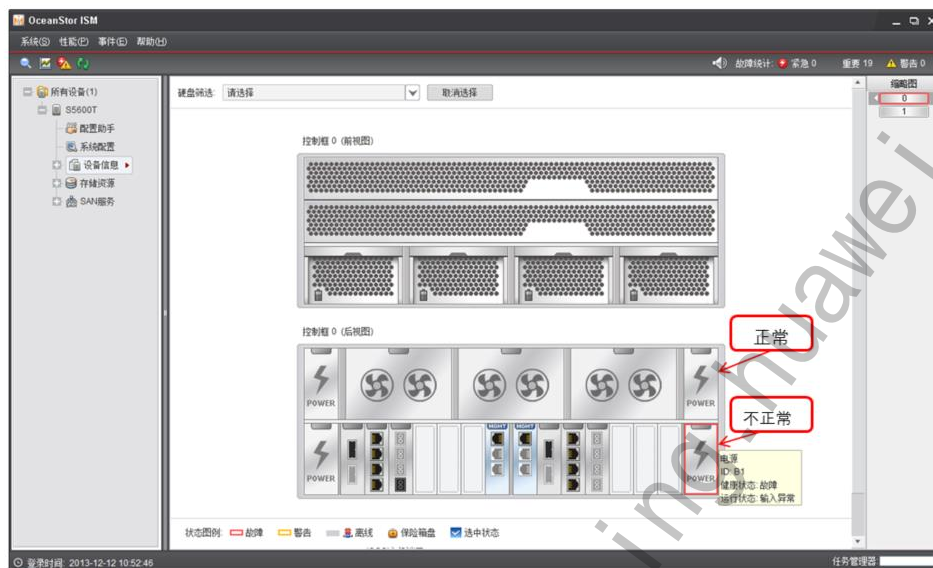 OceanStor ISM
系统(S) 性能(P) 事件(E) 帮助(H)
故障统计: 紧急 0 重要 19 警告 0
所有设备(1)
S5600T
配置助手
系统配置
设备信息
存储资源
SAN服务
硬盘筛选: 请选择 取消选择
缩略图
0
1
控制框 0 (前视图)
控制框 0 (后视图)
正常
POWER POWER
不正常
MGMT MGMT
POWER POWER
电源
ID: B1
健康状态: 故障
运行状态: 输入异常
状态图例: 故障 警告 离线 保险箱盘 选中状态
登录时间: 2013-12-12 10:52:46 任务管理器:
ing huawei